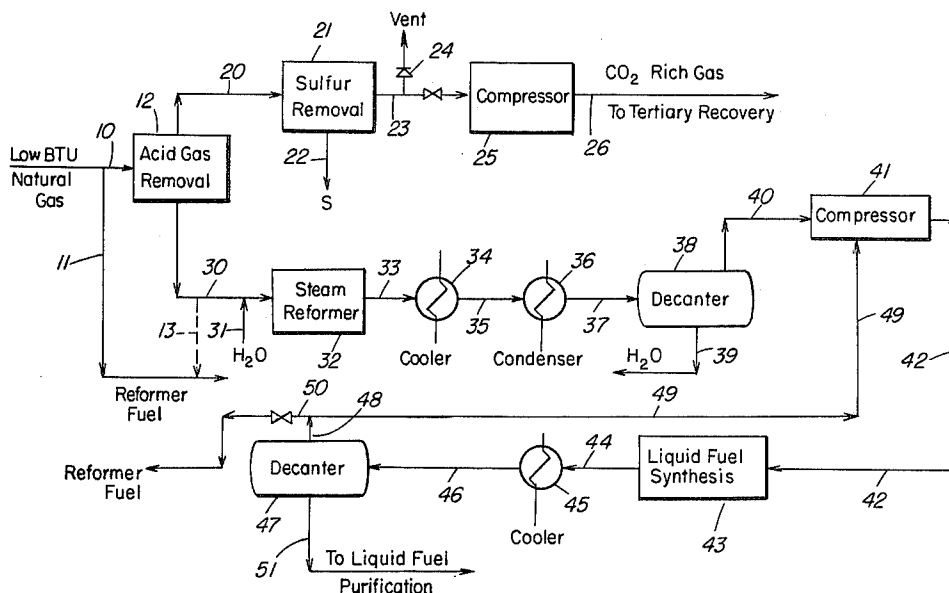 Vent
21
24
20
Sulfur
Removal
CO2 Rich Gas
12
Compressor
23
To Tertiary Recovery
10
25
26
Low BTU
Natural
Gas
Acid Gas
Removal
22
S
41
40
Compressor
38
11
30
33
34
36
Steam
Reformer
Decanter
13
31
35
37
49
H2O
32
Cooler
Condenser
H2O
39
42
Reformer
Fuel
50
48
49
Decanter
44
Liquid Fuel
Synthesis
Reformer
Fuel
46
42
47
45
43
Cooler
51
To Liquid Fuel
Purification